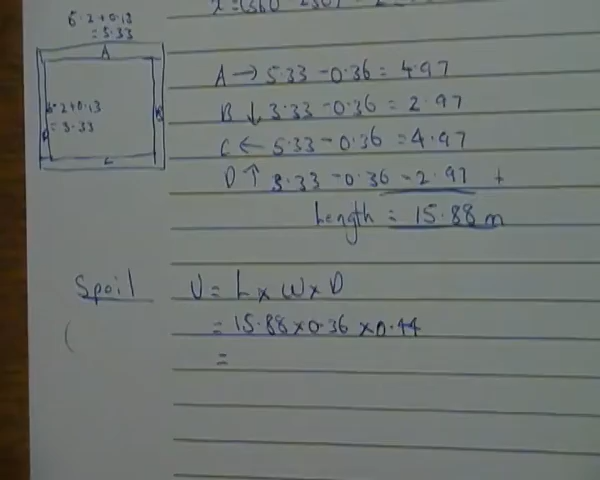 5.2+0.13
= 5.33
A
3.2+0.13
= 3.33
B
C
A → 5.33 - 0.36 = 4.97
B ↓ 3.33 - 0.36 = 2.97
C ← 5.33 - 0.36 = 4.97
D ↑ 3.33 - 0.36 = 2.97 +
Length = 15.88 m
Spoil
V = L x W x D
= 15.88 x 0.36 x 0.44
=
(